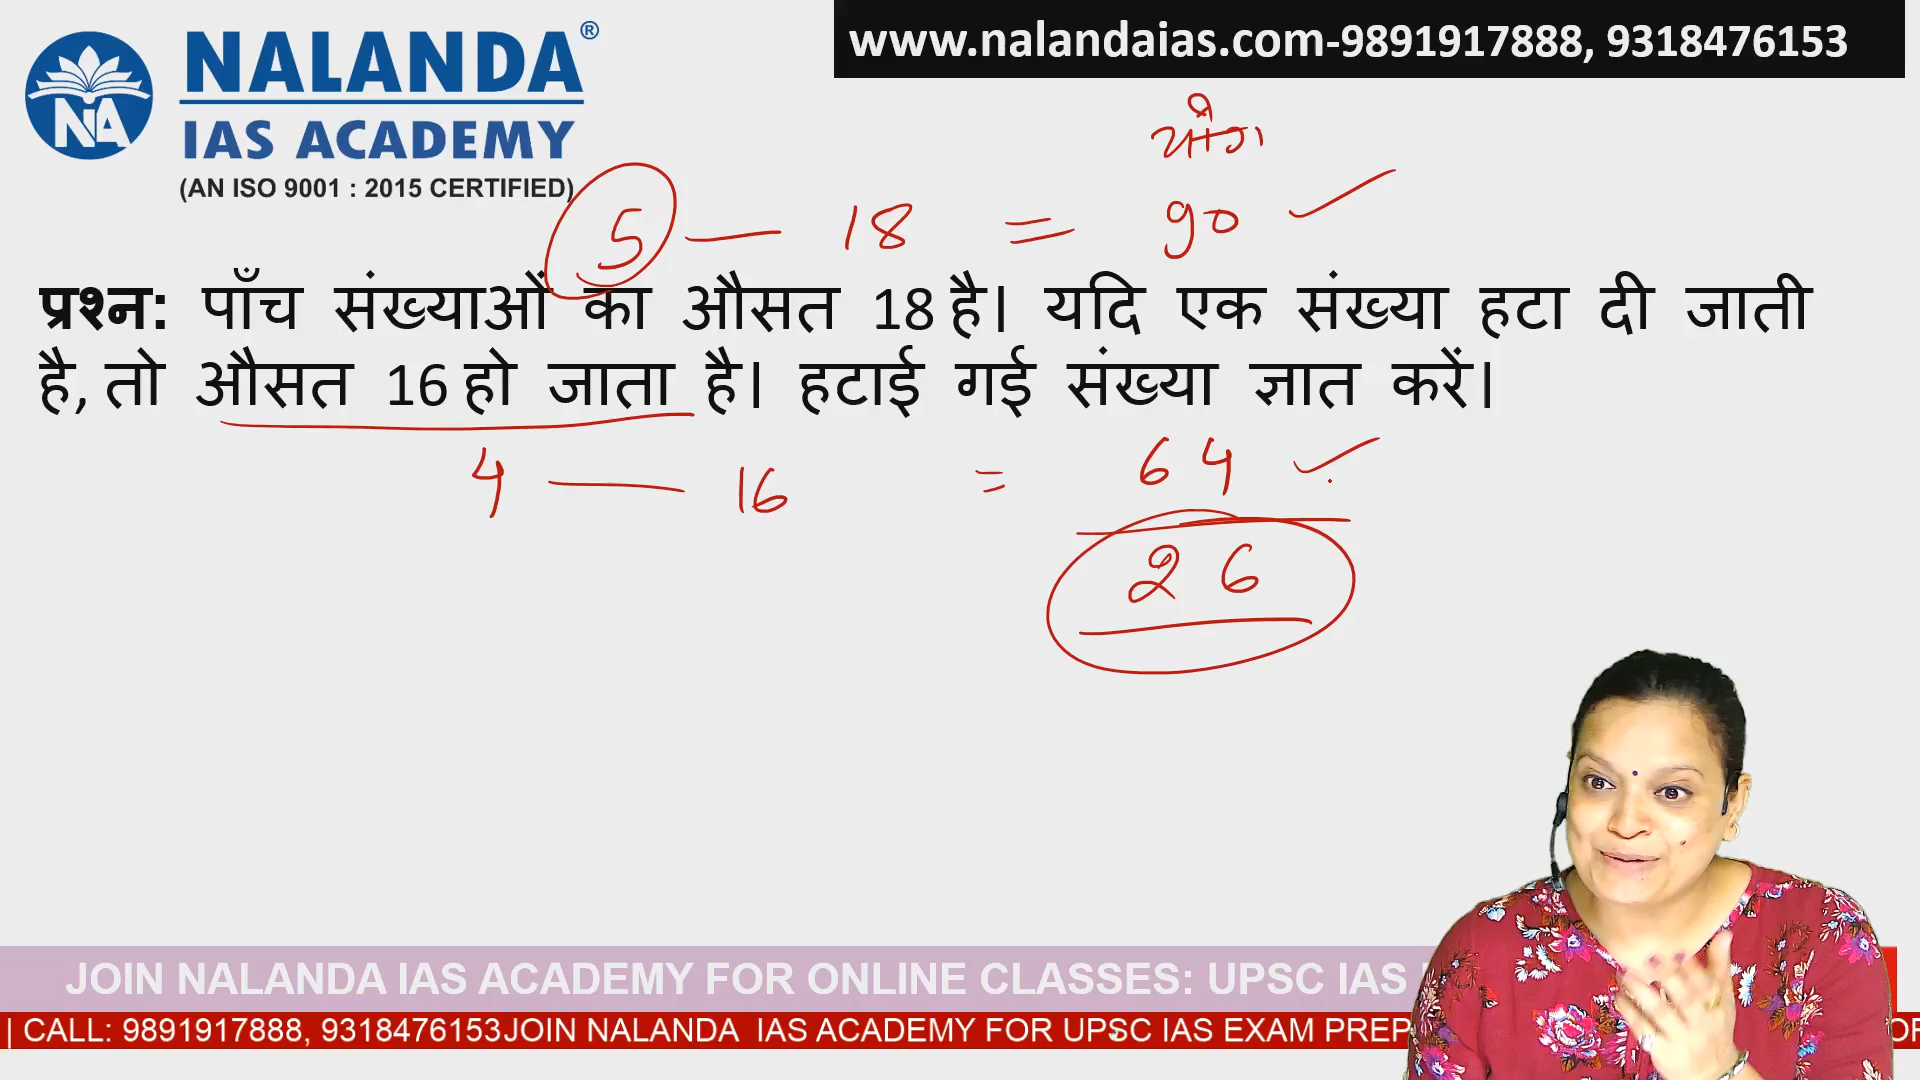 NALANDA®
IAS ACADEMY
(AN ISO 9001 : 2015 CERTIFIED)
NA
www.nalandaias.com-9891917888, 9318476153
5 — 18 = 90 ✓
प्रश्न: पाँच संख्याओं का औसत 18 है। यदि एक संख्या हटा दी जाती
है, तो औसत 16 हो जाता है। हटाई गई संख्या ज्ञात करें।
4 — 16 = 64 ✓
26
JOIN NALANDA IAS ACADEMY FOR ONLINE CLASSES: UPSC IAS
| CALL: 9891917888, 9318476153JOIN NALANDA IAS ACADEMY FOR UPSC IAS EXAM PREP